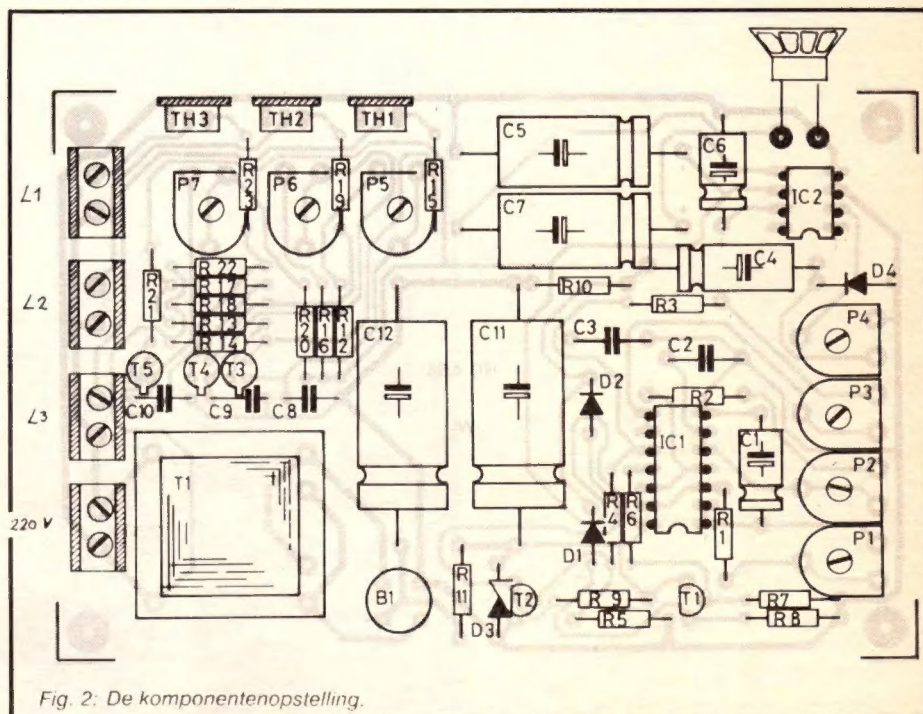 TH3 TH2 TH1
C5
C6
L1
P7 R23 P6 R19 P5 R15
IC2
C7
C4
R22
R10
D4
L2
R21
R17
R3
R18
R20 R16 R12
C12
C11
C3
P4
R13
C2
R14
T5 T4 T3
D2
R2
P3
L3
C10 C9 C8
IC1
C1
T1
P2
220 V
R4 R6
R1
D1
P1
B1
R11
D3
T2
R9
T1
R7
R5
R8
Fig. 2: De komponentenopstelling.